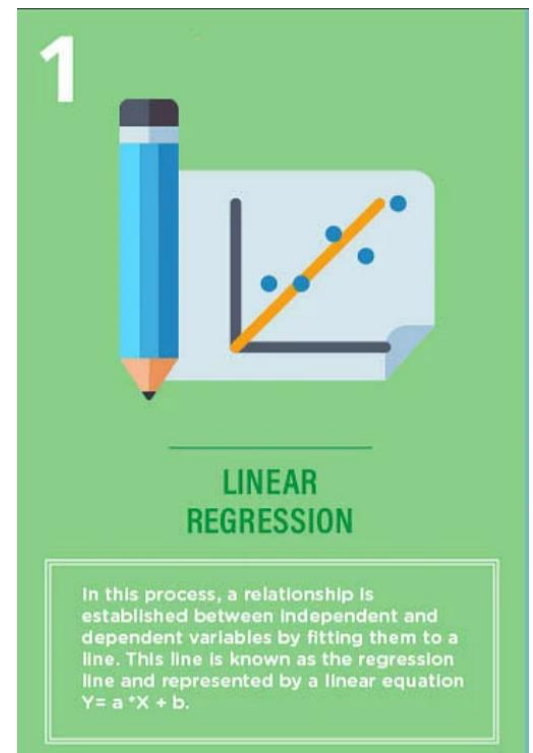 1
LINEAR
REGRESSION
In this process, a relationship is
established between independent and
dependent variables by fitting them to a
line. This line is known as the regression
line and represented by a linear equation
Y= a *X + b.